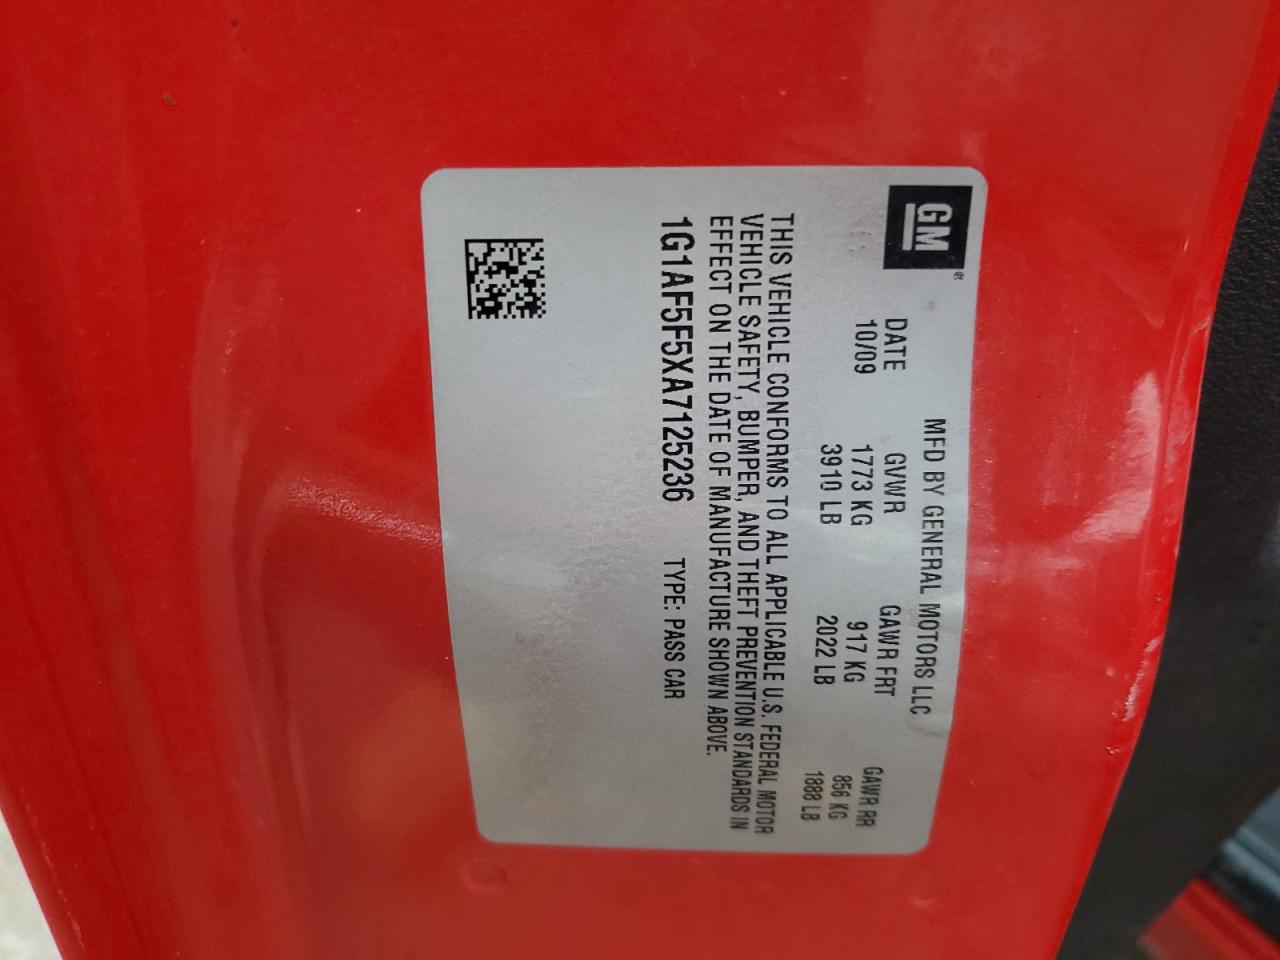 GM®
MFD BY GENERAL MOTORS LLC
DATE GVWR GAWR FRT GAWR RR
10/09 1773 KG 917 KG 856 KG
3910 LB 2022 LB 1888 LB
THIS VEHICLE CONFORMS TO ALL APPLICABLE U.S. FEDERAL MOTOR
VEHICLE SAFETY, BUMPER, AND THEFT PREVENTION STANDARDS IN
EFFECT ON THE DATE OF MANUFACTURE SHOWN ABOVE.
1G1AF5F5XA7125236 TYPE: PASS CAR